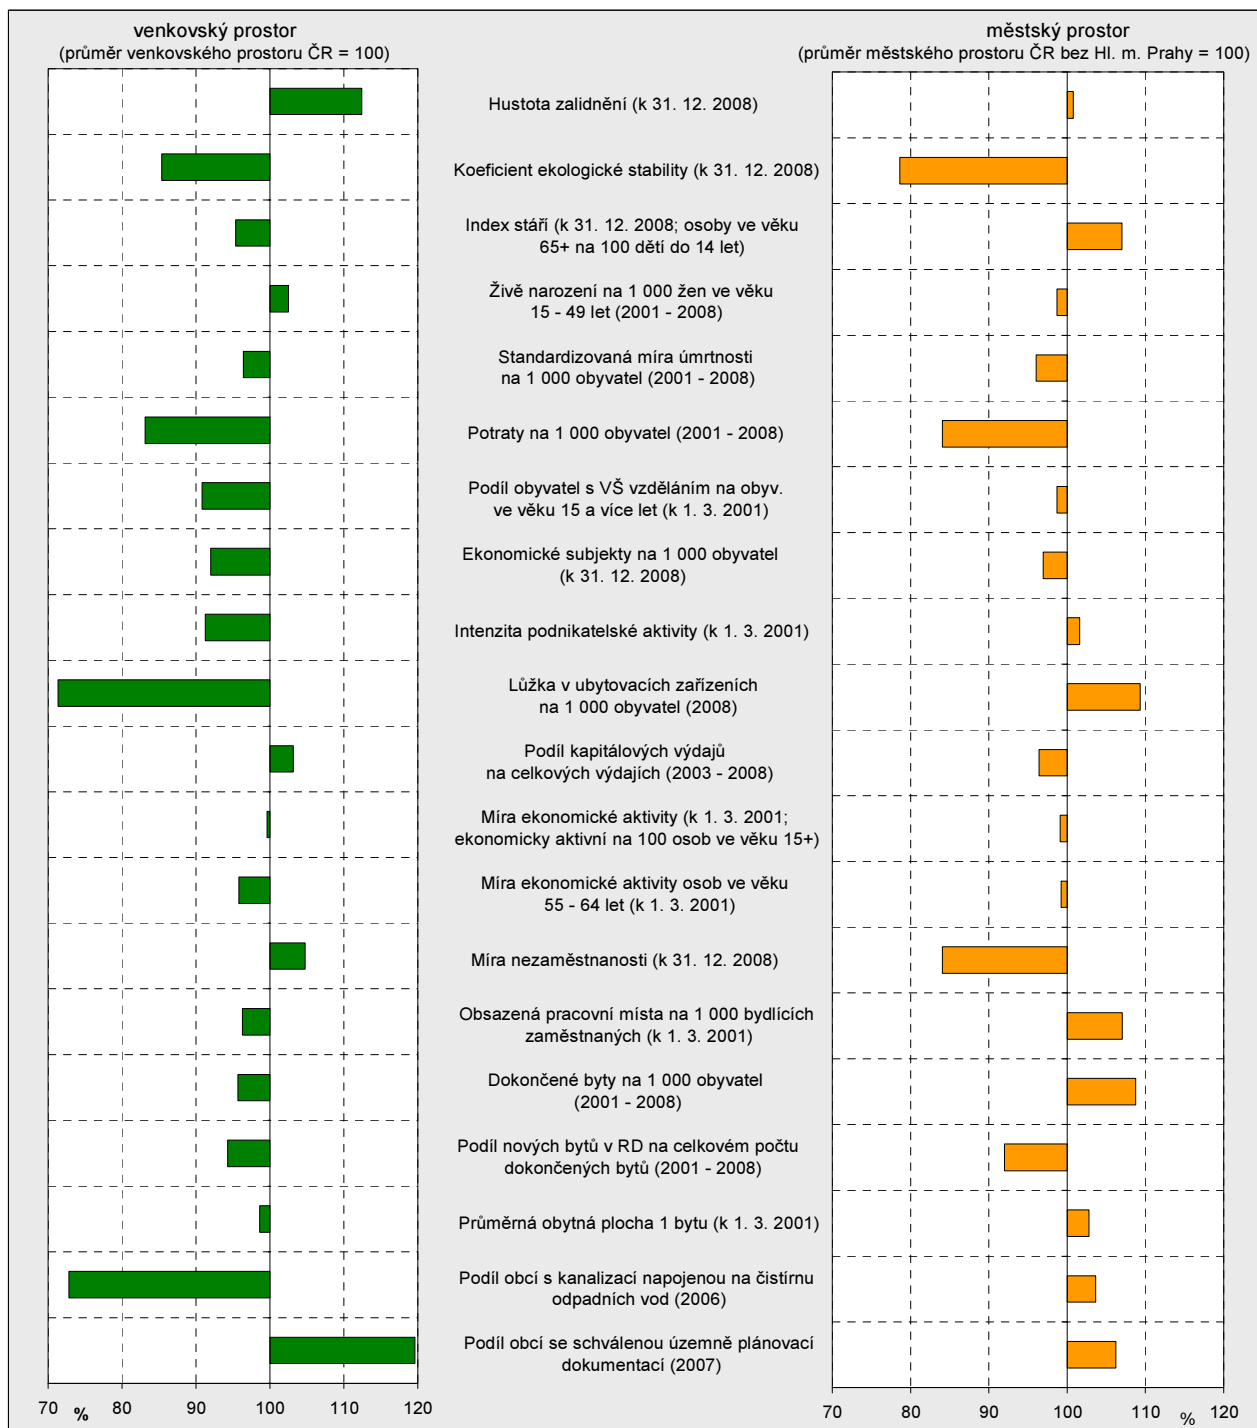 venkovský prostor
(průměr venkovského prostoru ČR = 100)
městský prostor
(průměr městského prostoru ČR bez Hl. m. Prahy = 100)
Hustota zalidnění (k 31. 12. 2008)
Koeficient ekologické stability (k 31. 12. 2008)
Index stáří (k 31. 12. 2008; osoby ve věku
65+ na 100 dětí do 14 let)
Živě narození na 1 000 žen ve věku
15 - 49 let (2001 - 2008)
Standardizovaná míra úmrtnosti
na 1 000 obyvatel (2001 - 2008)
Potraty na 1 000 obyvatel (2001 - 2008)
Podíl obyvatel s VŠ vzděláním na obyv.
ve věku 15 a více let (k 1. 3. 2001)
Ekonomické subjekty na 1 000 obyvatel
(k 31. 12. 2008)
Intenzita podnikatelské aktivity (k 1. 3. 2001)
Lůžka v ubytovacích zařízeních
na 1 000 obyvatel (2008)
Podíl kapitálových výdajů
na celkových výdajích (2003 - 2008)
Míra ekonomické aktivity (k 1. 3. 2001;
ekonomicky aktivní na 100 osob ve věku 15+)
Míra ekonomické aktivity osob ve věku
55 - 64 let (k 1. 3. 2001)
Míra nezaměstnanosti (k 31. 12. 2008)
Obsazená pracovní místa na 1 000 bydlících
zaměstnaných (k 1. 3. 2001)
Dokončené byty na 1 000 obyvatel
(2001 - 2008)
Podíl nových bytů v RD na celkovém počtu
dokončených bytů (2001 - 2008)
Průměrná obytná plocha 1 bytu (k 1. 3. 2001)
Podíl obcí s kanalizací napojenou na čistírnu
odpadních vod (2006)
Podíl obcí se schválenou územně plánovací
dokumentací (2007)
70 % 80 90 100 110 120
70 80 90 100 110 % 120